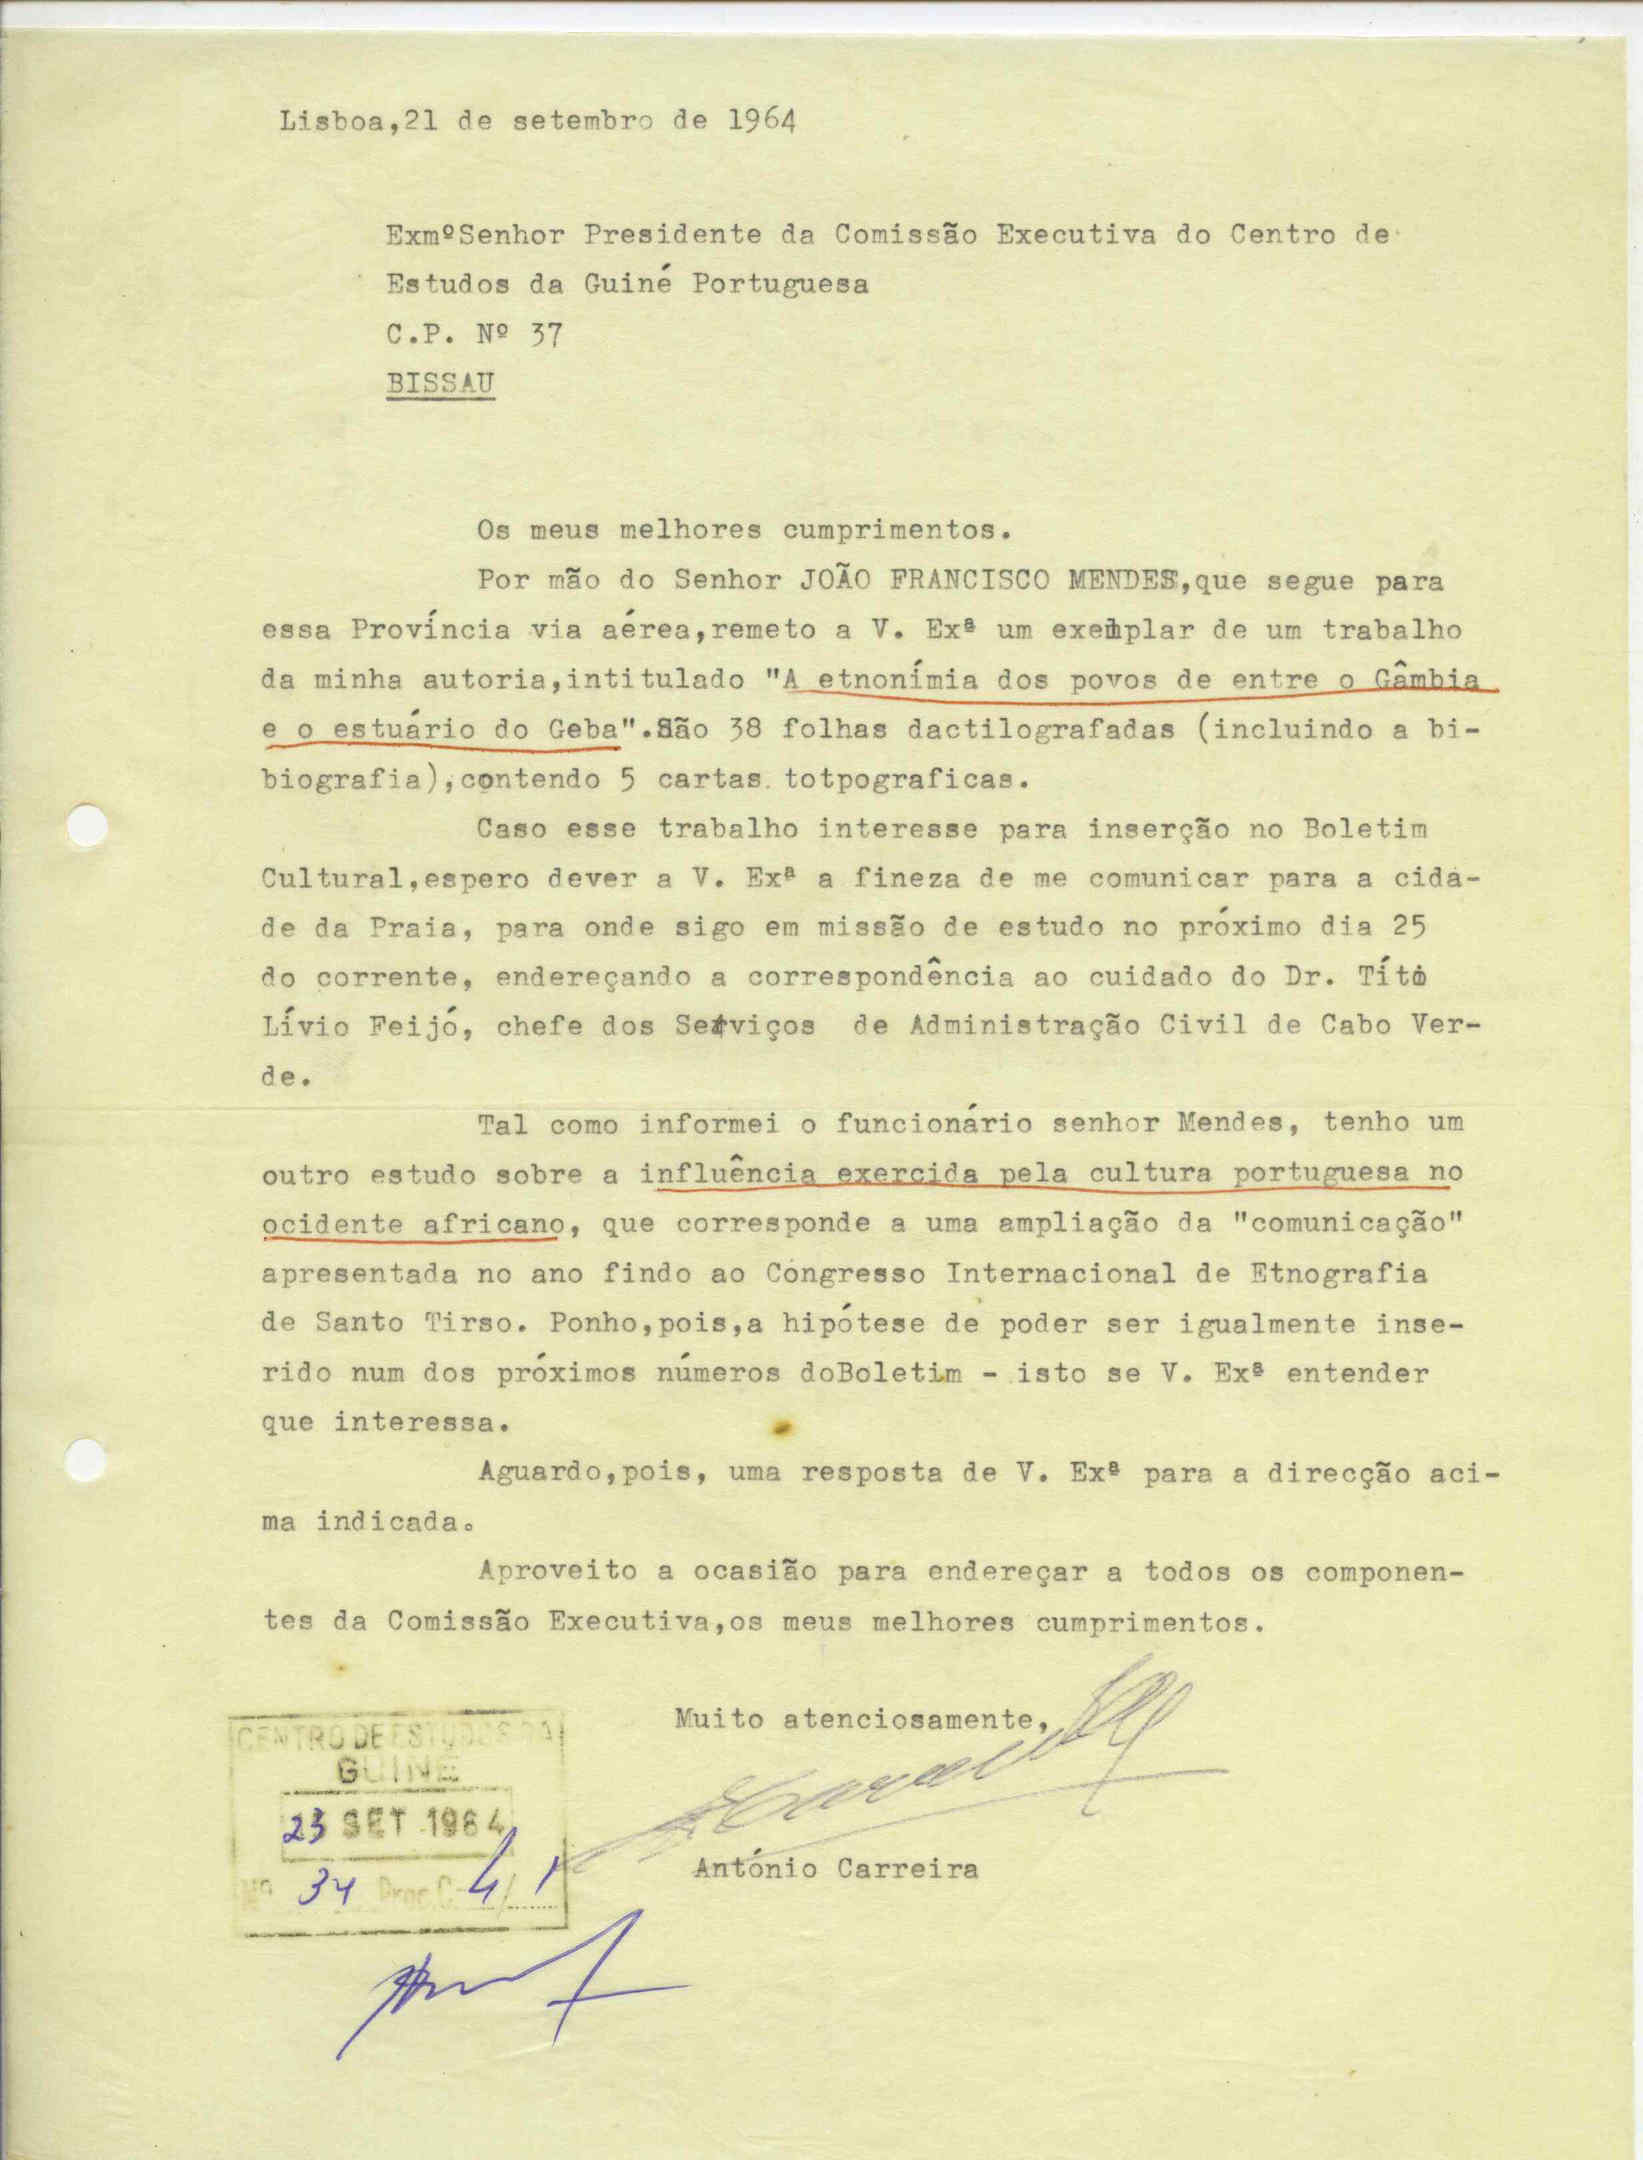 Lisboa,21 de setembro de 1964
ExmºSenhor Presidente da Comissão Executiva do Centro de
Estudos da Guiné Portuguesa
C.P. Nº 37
BISSAU
Os meus melhores cumprimentos.
Por mão do Senhor JOÃO FRANCISCO MENDES,que segue para
essa Província via aérea,remeto a V. Exª um exemplar de um trabalho
da minha autoria,intitulado "A etnonímia dos povos de entre o Gâmbia
e o estuário do Geba".São 38 folhas dactilografadas (incluindo a bi-
biografia),contendo 5 cartas totpograficas.
Caso esse trabalho interesse para inserção no Boletim
Cultural,espero dever a V. Exª a fineza de me comunicar para a cida-
de da Praia, para onde sigo em missão de estudo no próximo dia 25
do corrente, endereçando a correspondência ao cuidado do Dr. Títo
Lívio Feijó, chefe dos Serviços de Administração Civil de Cabo Ver-
de.
Tal como informei o funcionário senhor Mendes, tenho um
outro estudo sobre a influência exercida pela cultura portuguesa no
ocidente africano, que corresponde a uma ampliação da "comunicação"
apresentada no ano findo ao Congresso Internacional de Etnografia
de Santo Tirso. Ponho,pois,a hipótese de poder ser igualmente inse-
rido num dos próximos números doBoletim - isto se V. Exª entender
que interessa.
Aguardo,pois, uma resposta de V. Exª para a direcção aci-
ma indicada.
Aproveito a ocasião para endereçar a todos os componen-
tes da Comissão Executiva,os meus melhores cumprimentos.
Muito atenciosamente,
António Carreira
CENTRO DE ESTUDOS DA
GUINÉ
23 SET 1964
Nº 34 Proc. C 4/1